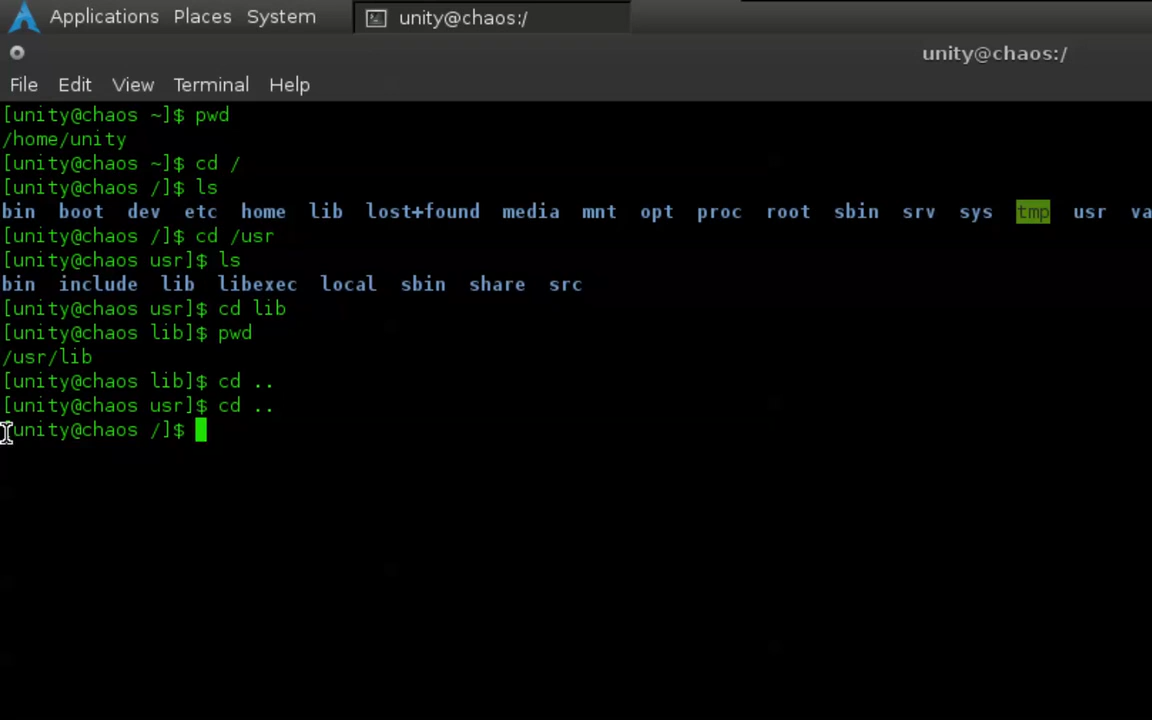 Applications Places System unity@chaos:/
unity@chaos:/
File Edit View Terminal Help
[unity@chaos ~]$ pwd
/home/unity
[unity@chaos ~]$ cd /
[unity@chaos /]$ ls
bin boot dev etc home lib lost+found media mnt opt proc root sbin srv sys tmp usr va
[unity@chaos /]$ cd /usr
[unity@chaos usr]$ ls
bin include lib libexec local sbin share src
[unity@chaos usr]$ cd lib
[unity@chaos lib]$ pwd
/usr/lib
[unity@chaos lib]$ cd ..
[unity@chaos usr]$ cd ..
[unity@chaos /]$